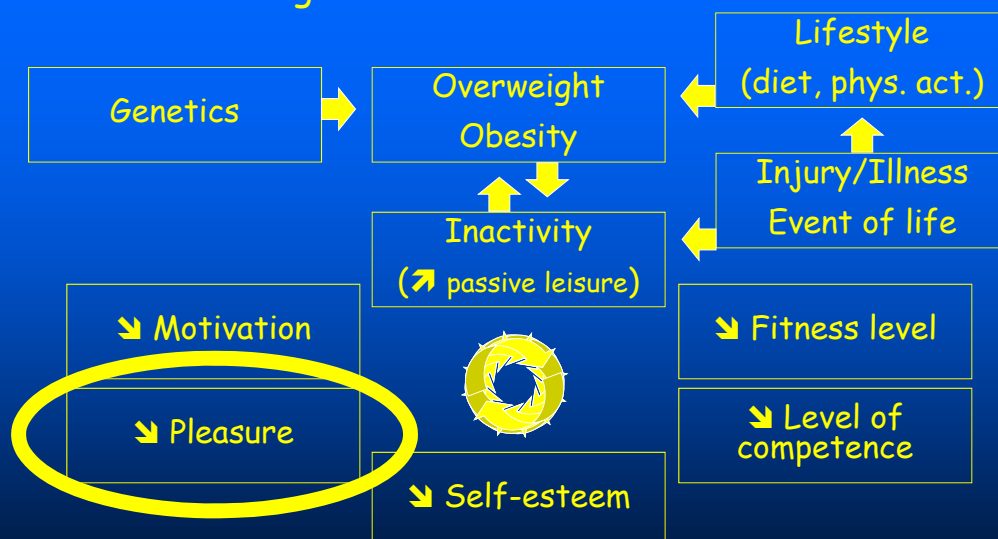 Lifestyle
(diet, phys. act.)
Genetics
Overweight
Obesity
Injury/Illness
Event of life
Inactivity
(↗ passive leisure)
↘ Motivation
↘ Fitness level
↘ Pleasure
↘ Level of
competence
↘ Self-esteem